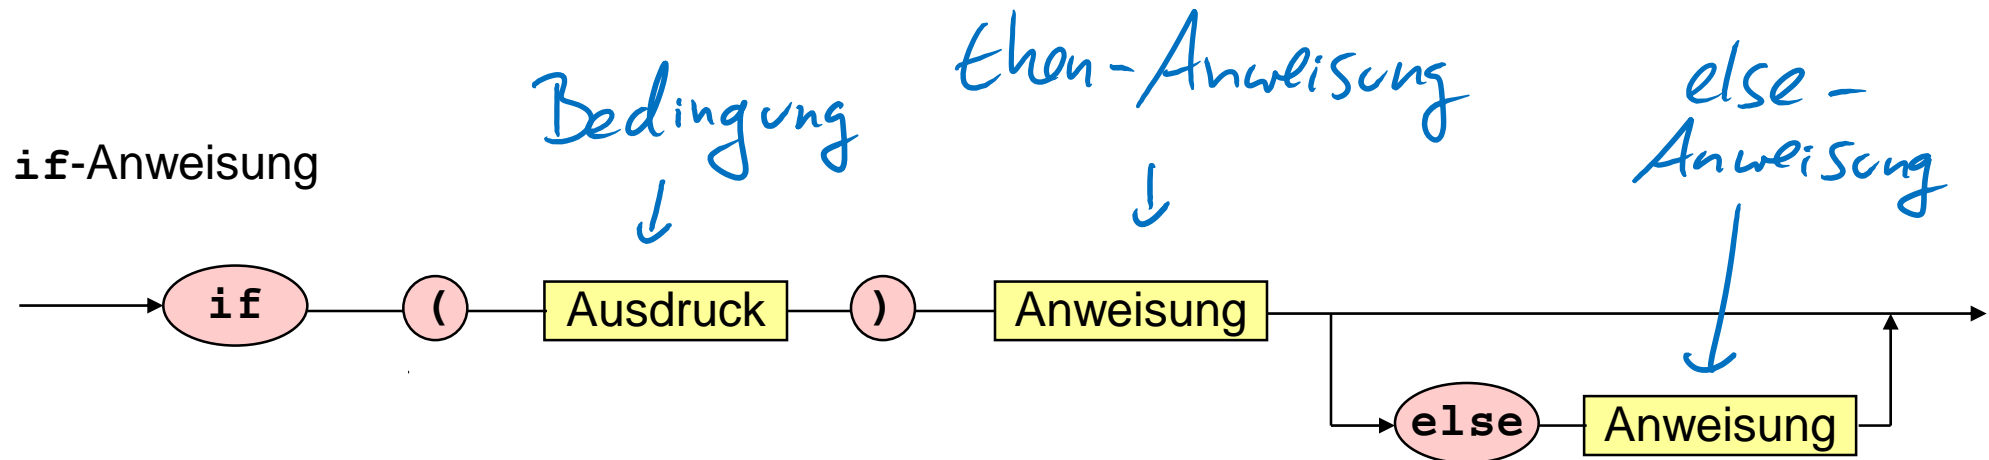 Bedingung
then-Anweisung
else-
Anweisung
if-Anweisung
if ( Ausdruck ) Anweisung
else Anweisung